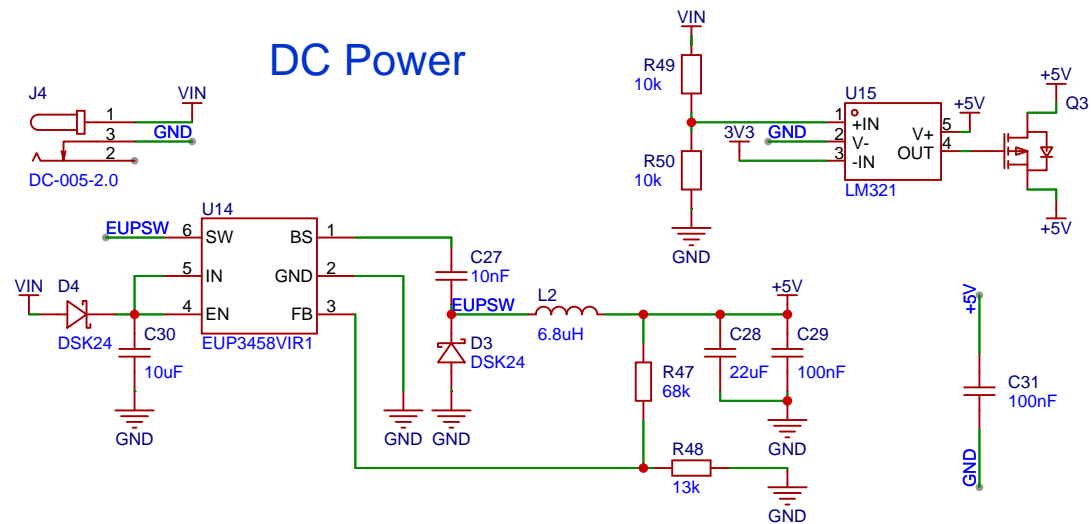 DC Power
J4
1
VIN
3
GND
2
DC-005-2.0
VIN
R49
10k
R50
10k
GND
3V3
GND
U15
1
+IN
2
V-
3
-IN
V+
5
OUT
4
LM321
+5V
+5V
Q3
+5V
U14
EUPSW
6
SW
5
IN
4
EN
BS
1
GND
2
FB
3
EUP3458VIR1
VIN
D4
DSK24
C30
10uF
GND
C27
10nF
EUPSW
D3
DSK24
GND
GND
L2
6.8uH
+5V
R47
68k
C28
22uF
C29
100nF
GND
R48
13k
GND
+5V
C31
100nF
GND